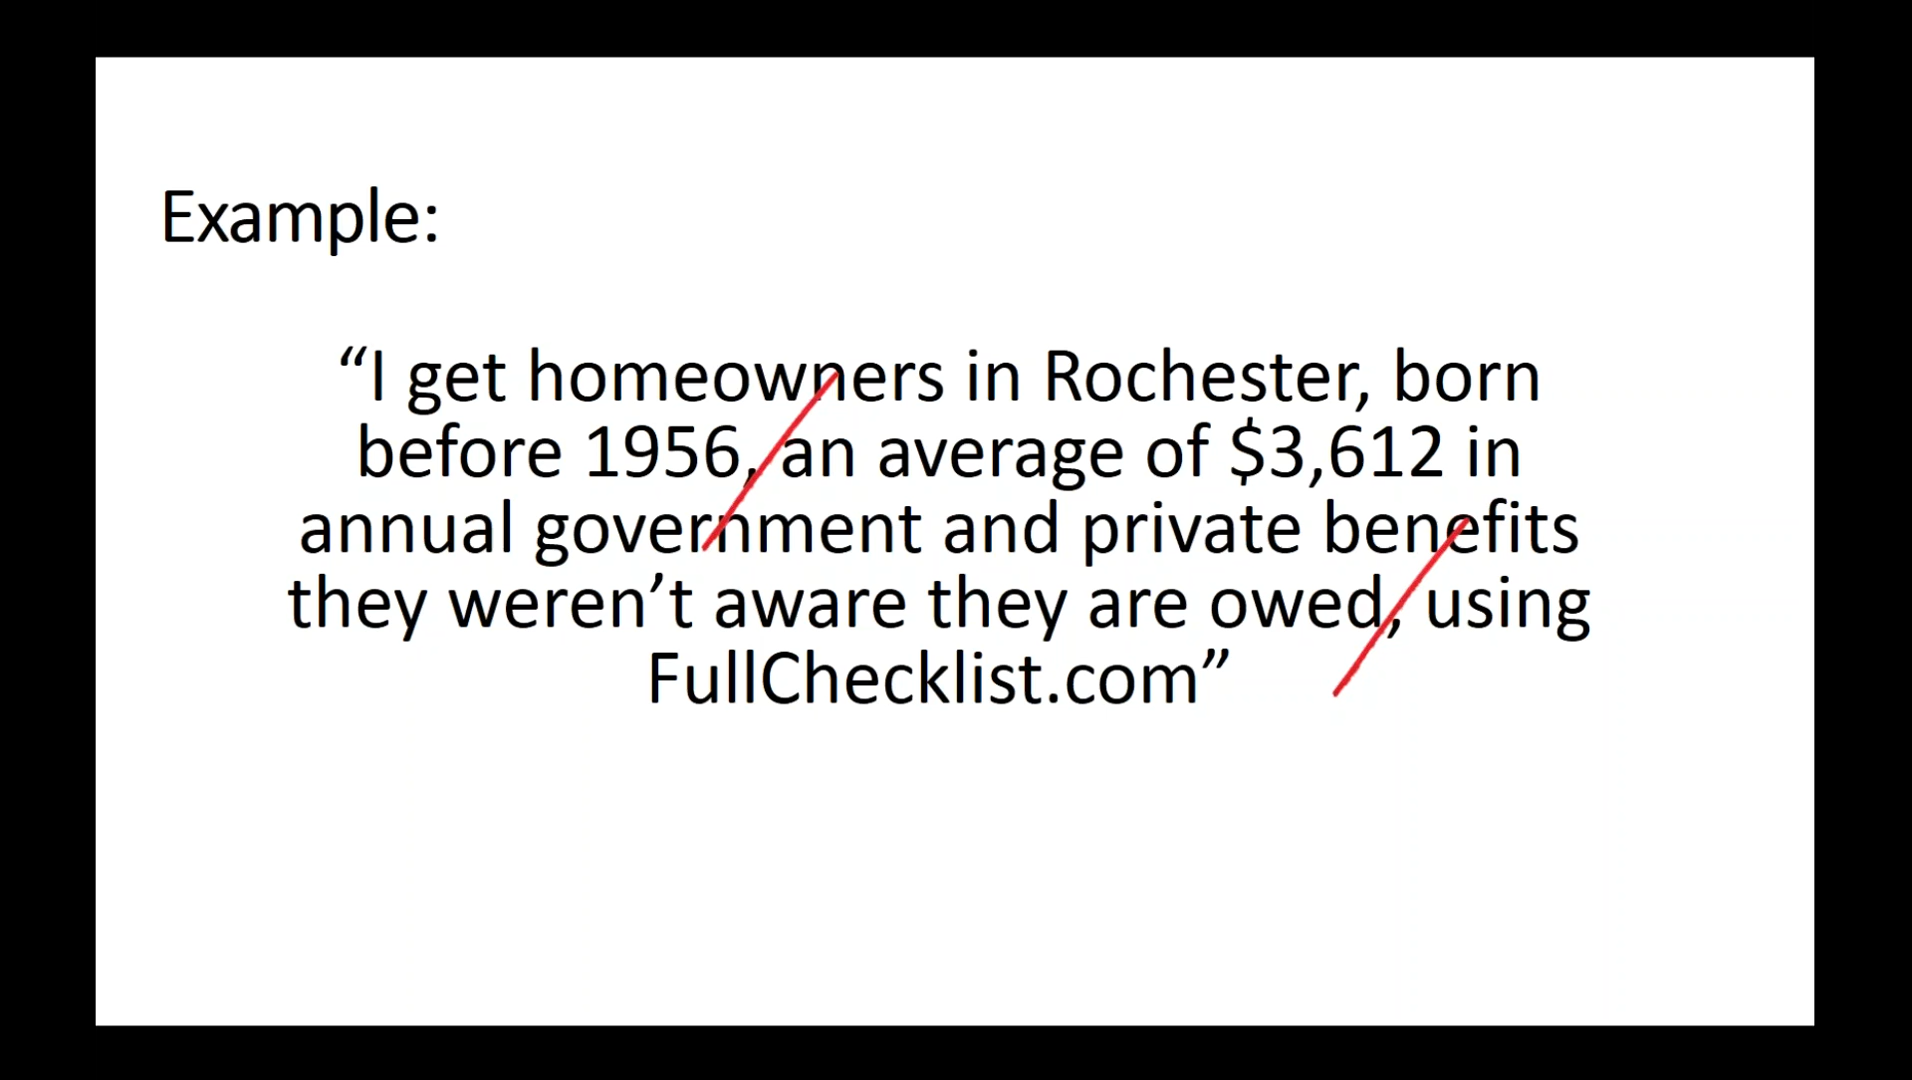 Example:
“I get homeowners in Rochester, born
before 1956, an average of $3,612 in
annual government and private benefits
they weren’t aware they are owed, using
FullChecklist.com”